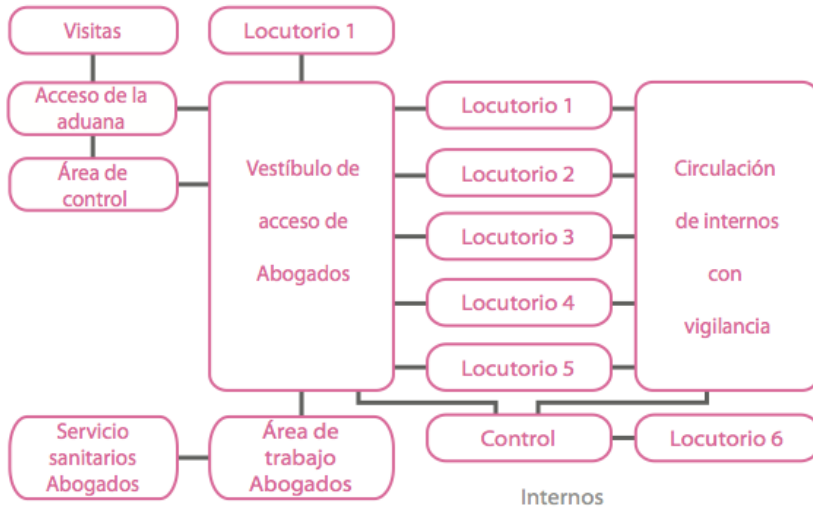 Visitas
Locutorio 1
Acceso de la
aduana
Área de
control
Vestíbulo de
acceso de
Abogados
Locutorio 1
Locutorio 2
Locutorio 3
Locutorio 4
Locutorio 5
Circulación
de internos
con
vigilancia
Servicio
sanitarios
Abogados
Área de
trabajo
Abogados
Control
Locutorio 6
Internos